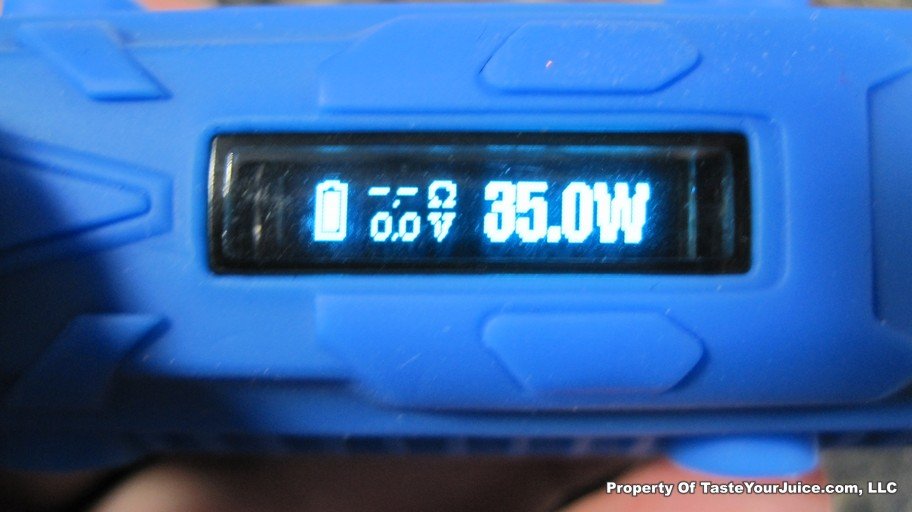 -.- Ω 35.0W
0.0 V
Property Of TasteYourJuice.com, LLC